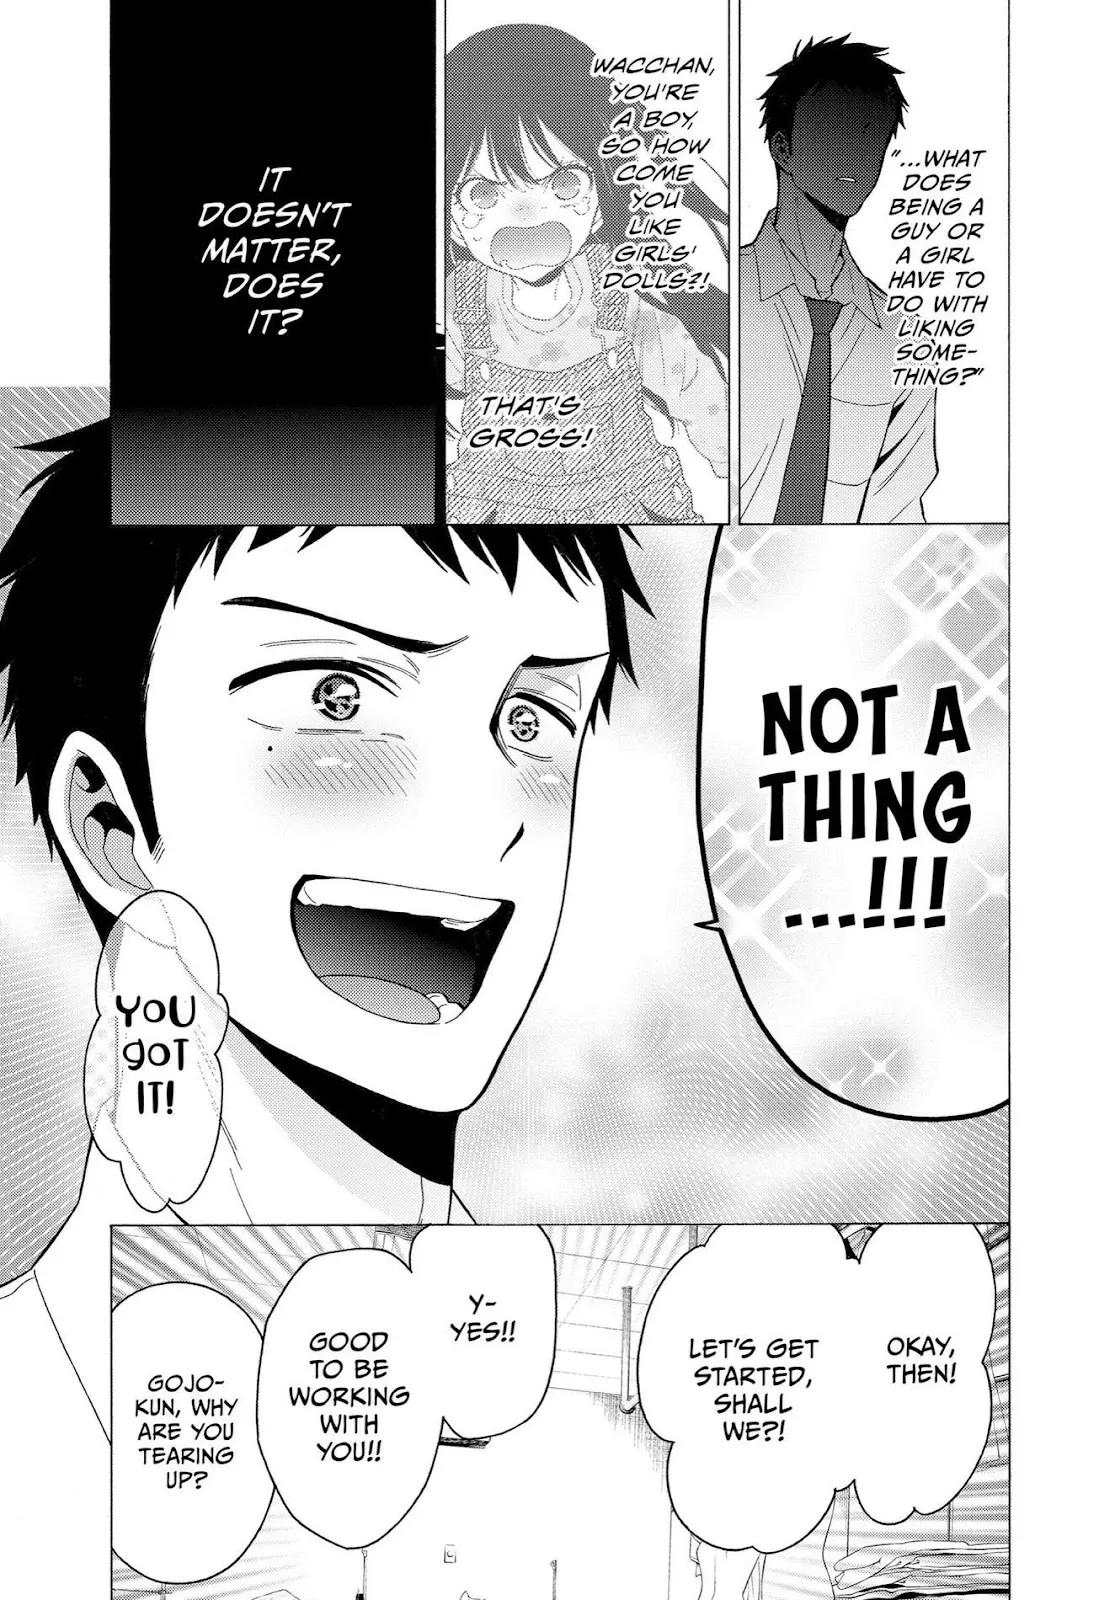 "...WHAT
DOES
BEING A
GUY OR
A GIRL
HAVE TO
DO WITH
LIKING
SOME-
THING?"
WACCHAN,
YOU'RE
A BOY,
SO HOW
COME
YOU
LIKE
GIRLS'
DOLLS?!
THAT'S
GROSS!
IT
DOESN'T
MATTER,
DOES
IT?
NOT A
THING
...!!!
YOU
GOT
IT!
OKAY,
THEN!
LET'S GET
STARTED,
SHALL
WE?!
Y-
YES!!
GOOD
TO BE
WORKING
WITH
YOU!!
GOJO-
KUN, WHY
ARE YOU
TEARING
UP?